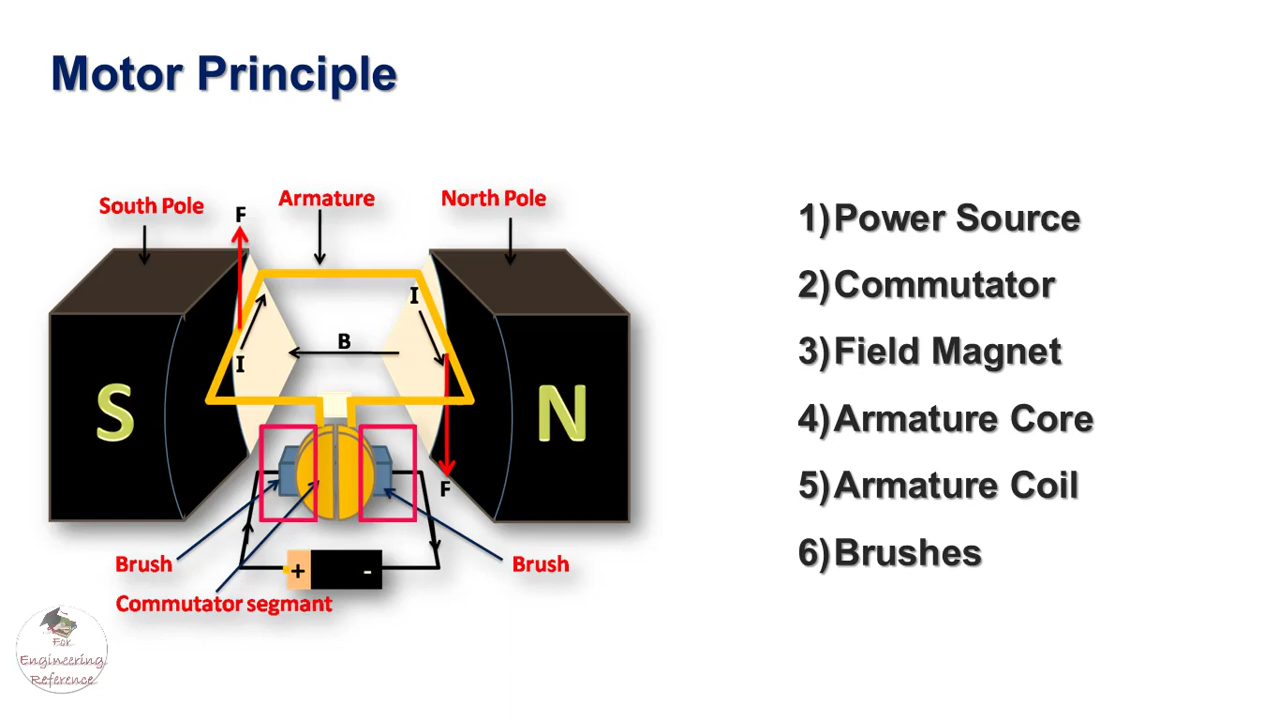 Motor Principle
South Pole
F
Armature
North Pole
1)Power Source
2)Commutator
3)Field Magnet
4)Armature Core
5)Armature Coil
6)Brushes
I
B
I
S
N
F
Brush
+
-
Brush
Commutator segmant
For
Engineering
Reference